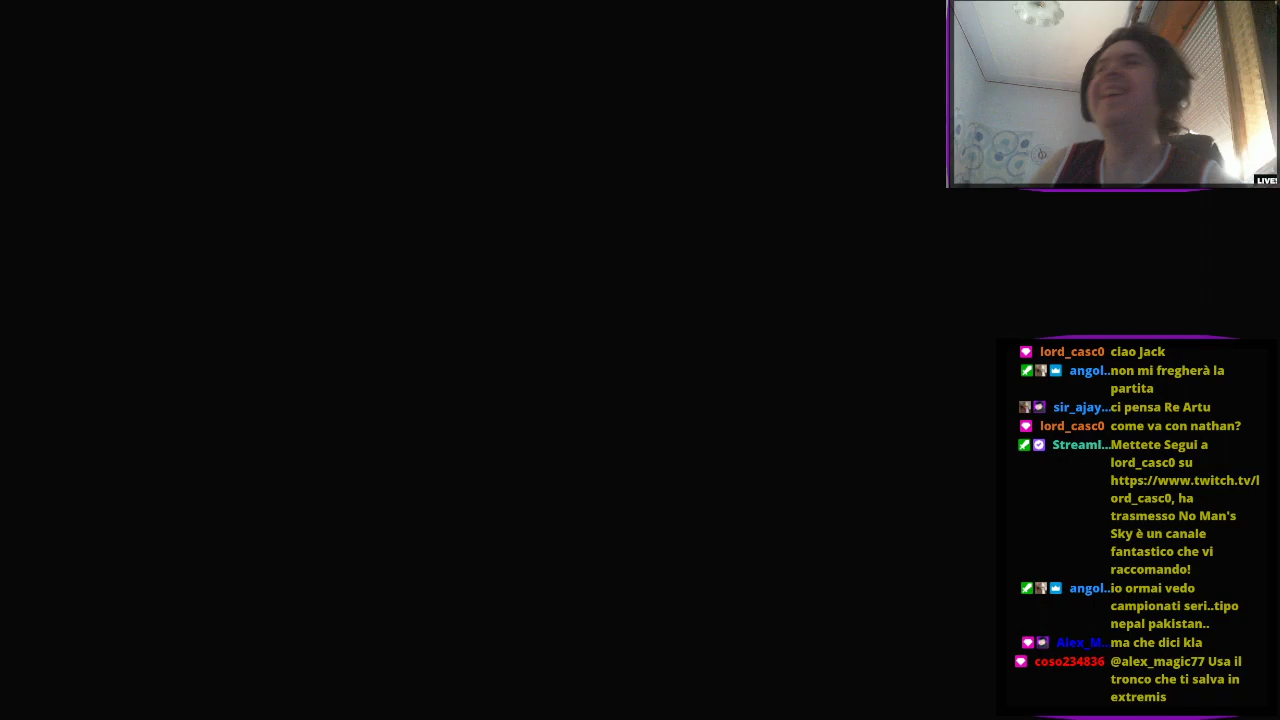 LIVE!
lord_casc0 ciao Jack
angol.. non mi fregherà la
partita
sir_ajay... ci pensa Re Artu
lord_casc0 come va con nathan?
Streaml... Mettete Segui a
lord_casc0 su
https://www.twitch.tv/l
ord_casc0, ha
trasmesso No Man's
Sky è un canale
fantastico che vi
raccomando!
angol.. io ormai vedo
campionati seri..tipo
nepal pakistan..
Alex_M... ma che dici kla
coso234836 @alex_magic77 Usa il
tronco che ti salva in
extremis